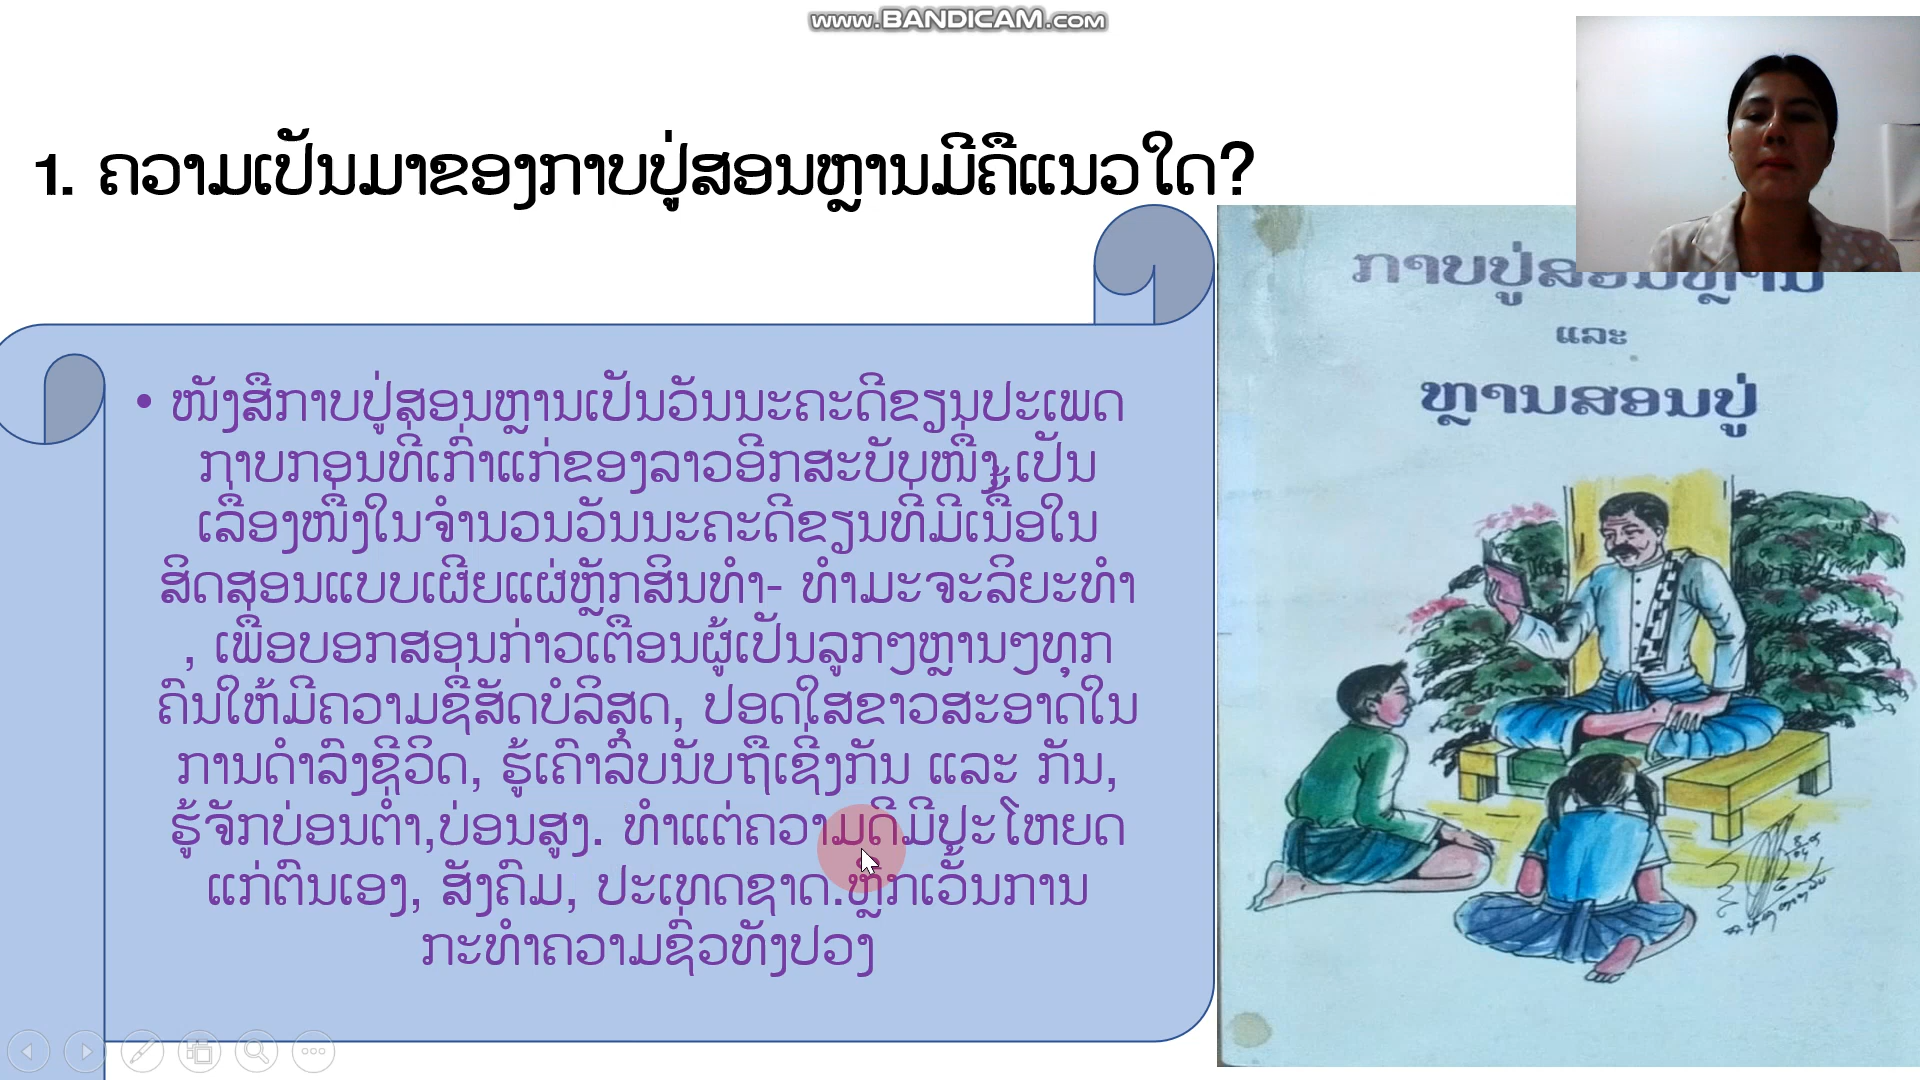 www.BANDICAM.com
1. ຄວາມເປັນມາຂອງກາບປູ່ສອນຫຼານມີຄືແນວໃດ?
ກາບປູ່ສອນຫຼານ
ແລະ
ຫຼານສອນປູ່
• ໜັງສືກາບປູ່ສອນຫຼານເປັນວັນນະຄະດີຂຽນປະເພດ
ກາບກອນທີ່ເກົ່າແກ່ຂອງລາວອີກສະບັບໜຶ່ງ.ເປັນ
ເລື່ອງໜື່ງໃນຈຳນວນວັນນະຄະດີຂຽນທີ່ມີເນື້ອໃນ
ສິດສອນແບບເຜີຍແຜ່ຫຼັກສິນທຳ- ທຳມະຈະລິຍະທຳ
, ເພື່ອບອກສອນກ່າວເຕືອນຜູ້ເປັນລູກໆຫຼານໆທຸກ
ຄົນໃຫ້ມີຄວາມຊື່ສັດບໍລິສຸດ, ປອດໃສຂາວສະອາດໃນ
ການດຳລົງຊີວິດ, ຮູ້ເຄົາລົບນັບຖືເຊິ່ງກັນ ແລະ ກັນ,
ຮູ້ຈັກບ່ອນຕ່ຳ,ບ່ອນສູງ. ທຳແຕ່ຄວາມດີມີປະໂຫຍດ
ແກ່ຕົນເອງ, ສັງຄົມ, ປະເທດຊາດ.ຫຼີກເວັ້ນການ
ກະທຳຄວາມຊົ່ວທັງປວງ